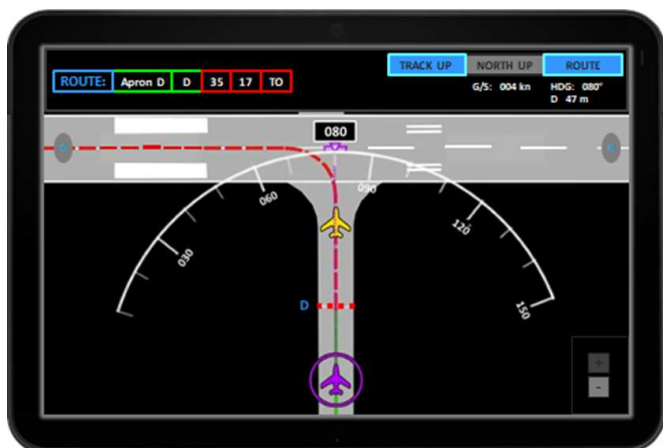 TRACK UP NORTH UP ROUTE
ROUTE: Apron D D 35 17 TO
G/S: 004 kn HDG: 080°
D 47 m
080
060 090
030 120
D 150
+
-